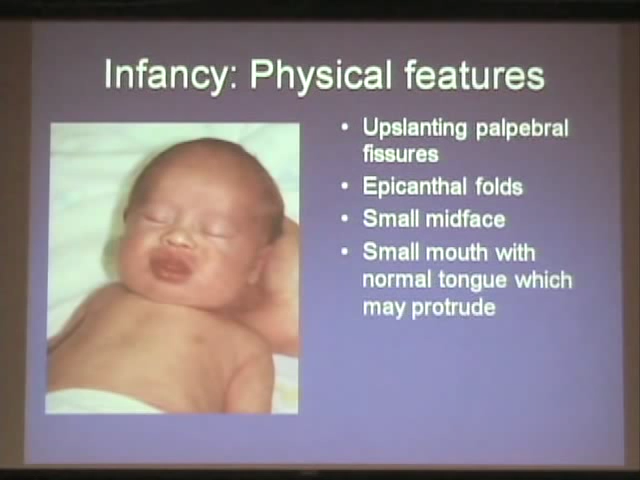 Infancy: Physical features
• Upslanting palpebral
fissures
• Epicanthal folds
• Small midface
• Small mouth with
normal tongue which
may protrude